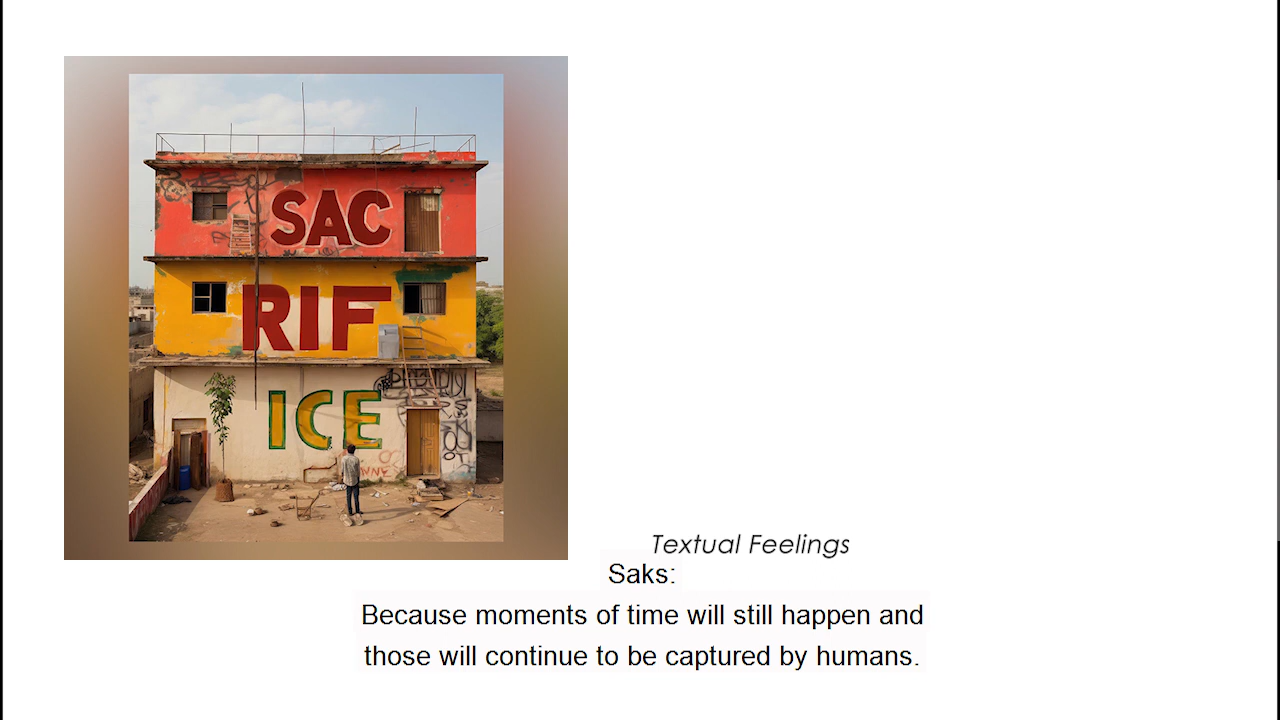 SAC
RIF
ICE
Textual Feelings
Saks:
Because moments of time will still happen and
those will continue to be captured by humans.